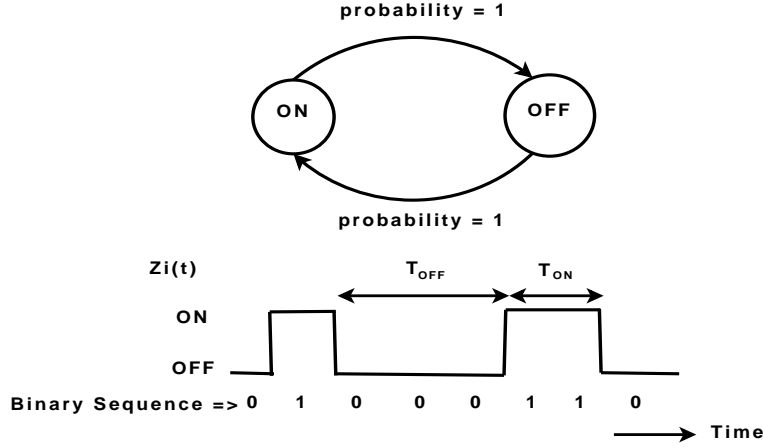 probability = 1
ON OFF
probability = 1
Zi(t) TOFF TON
ON
OFF
Binary Sequence => 0 1 0 0 0 1 1 0
Time